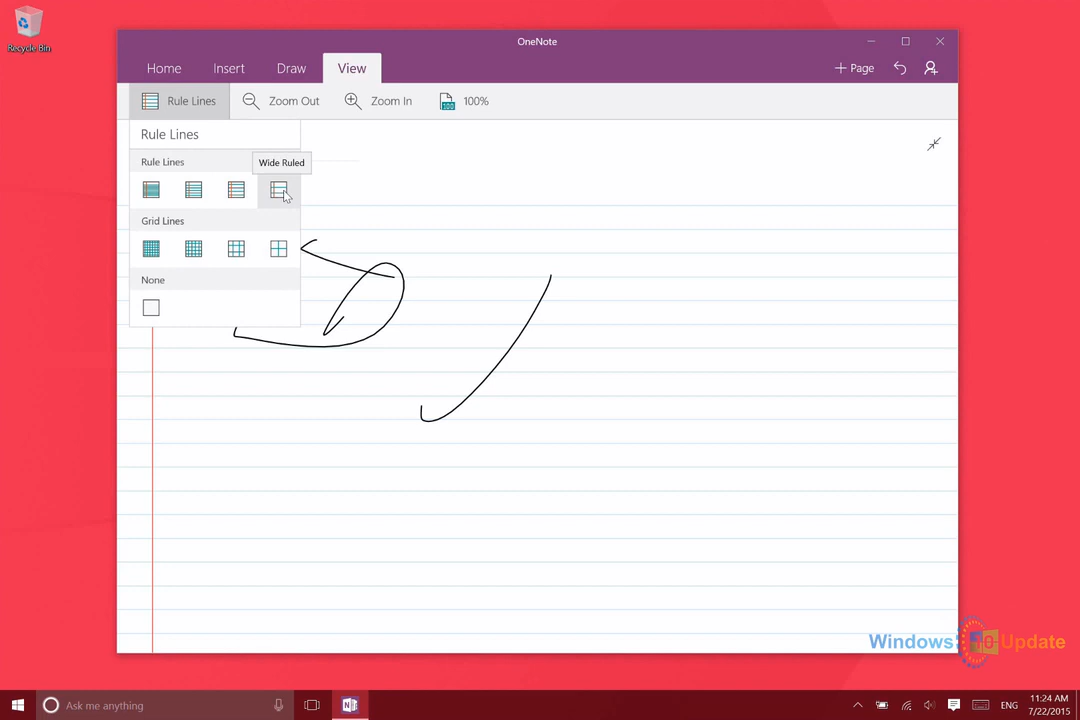 Recycle Bin
OneNote
Home Insert Draw View
+ Page
Rule Lines Zoom Out Zoom In 100 100%
Rule Lines
Rule Lines
Wide Ruled
Grid Lines
None
Windows 10 Update
Ask me anything
N
ENG
11:24 AM
7/22/2015